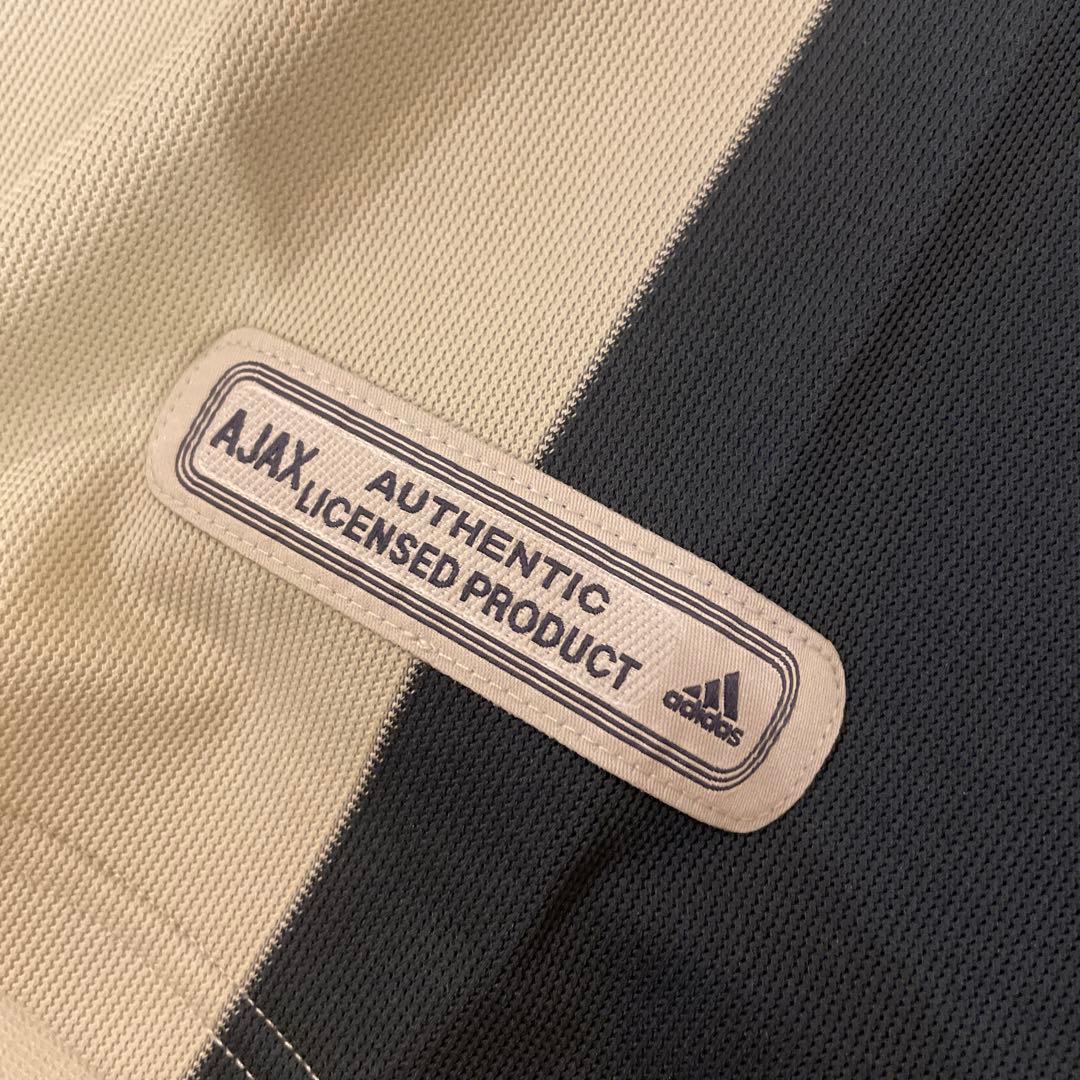 AJAX
AUTHENTIC
LICENSED PRODUCT
adidas